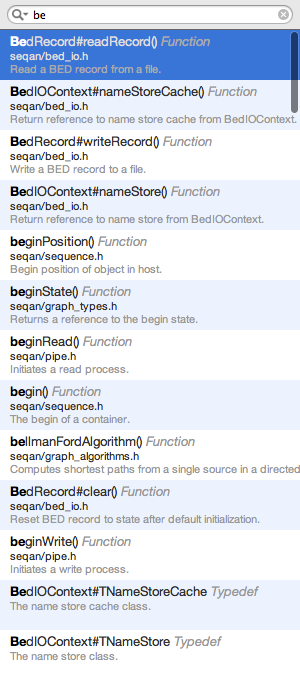 be
BedRecord#readRecord() Function
seqan/bed_io.h
Read a BED record from a file.
BedIOContext#nameStoreCache() Function
seqan/bed_io.h
Return reference to name store cache from BedIOContext.
BedRecord#writeRecord() Function
seqan/bed_io.h
Write a BED record to a file.
BedIOContext#nameStore() Function
seqan/bed_io.h
Return reference to name store from BedIOContext.
beginPosition() Function
seqan/sequence.h
Begin position of object in host.
beginState() Function
seqan/graph_types.h
Returns a reference to the begin state.
beginRead() Function
seqan/pipe.h
Initiates a read process.
begin() Function
seqan/sequence.h
The begin of a container.
bellmanFordAlgorithm() Function
seqan/graph_algorithms.h
Computes shortest paths from a single source in a directed
BedRecord#clear() Function
seqan/bed_io.h
Reset BED record to state after default initialization.
beginWrite() Function
seqan/pipe.h
Initiates a write process.
BedIOContext#TNameStoreCache Typedef
The name store cache class.
BedIOContext#TNameStore Typedef
The name store class.